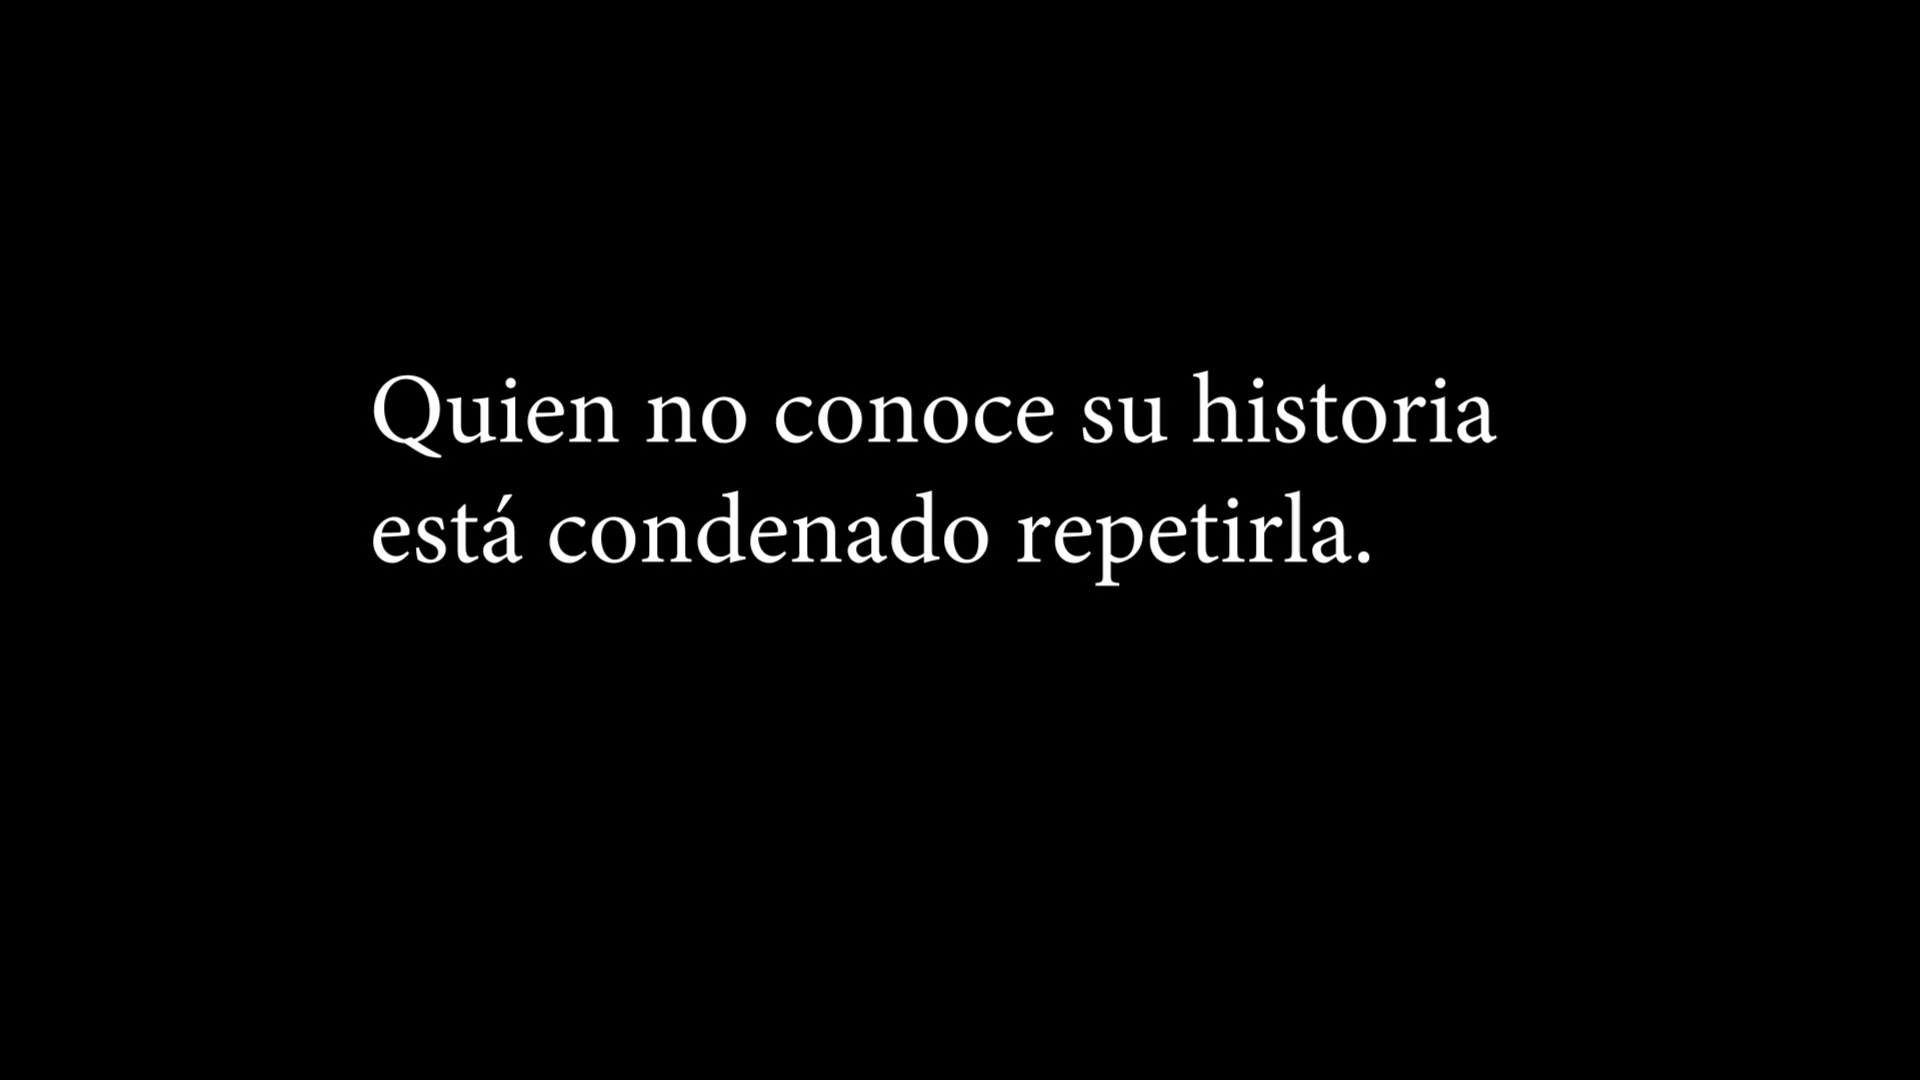 Quien no conoce su historia
está condenado repetirla.